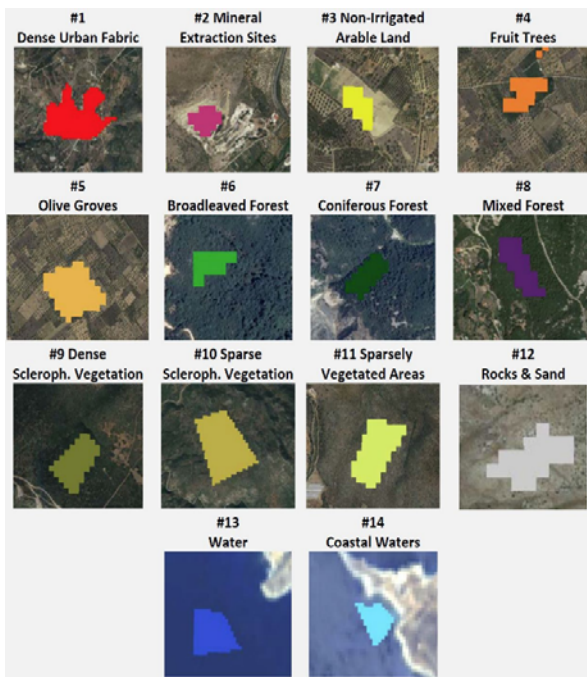 #1
Dense Urban Fabric
#2 Mineral
Extraction Sites
#3 Non-Irrigated
Arable Land
#4
Fruit Trees
#5
Olive Groves
#6
Broadleaved Forest
#7
Coniferous Forest
#8
Mixed Forest
#9 Dense
Scleroph. Vegetation
#10 Sparse
Scleroph. Vegetation
#11 Sparsely
Vegetated Areas
#12
Rocks & Sand
#13
Water
#14
Coastal Waters